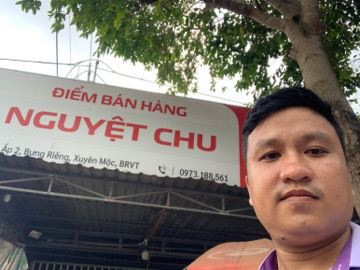 ĐIỂM BÁN HÀNG
NGUYỆT CHU
Ấp 2, Bưng Riềng, Xuyên Mộc, BRVT
0973.188.561